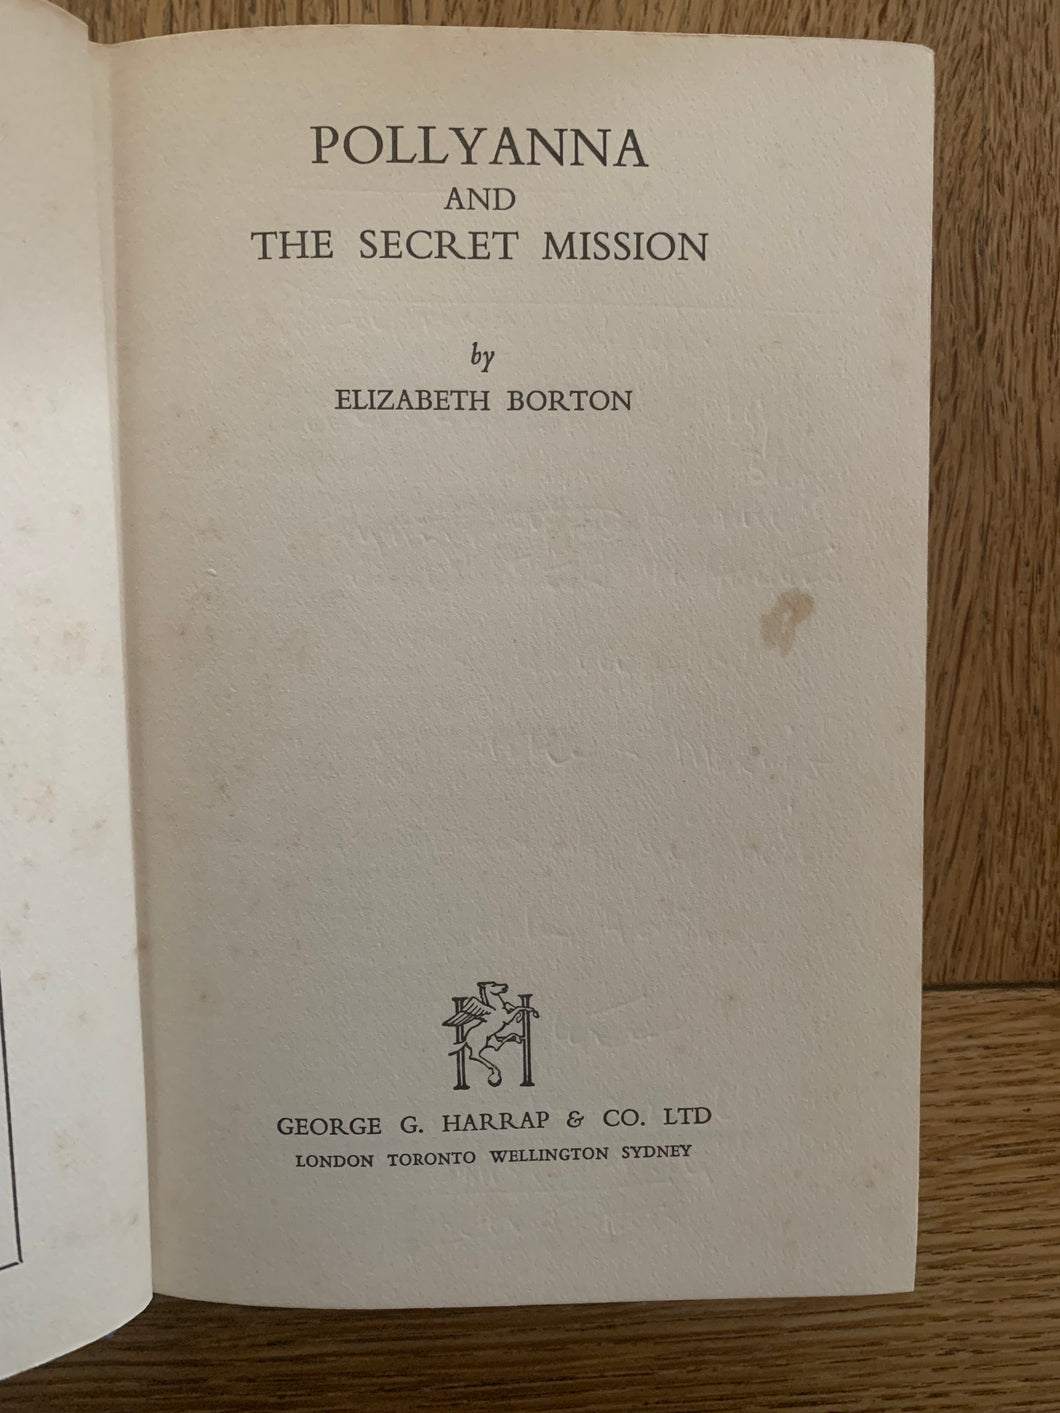 POLLYANNA
AND
THE SECRET MISSION
by
ELIZABETH BORTON
H
GEORGE G. HARRAP & CO. LTD
LONDON TORONTO WELLINGTON SYDNEY